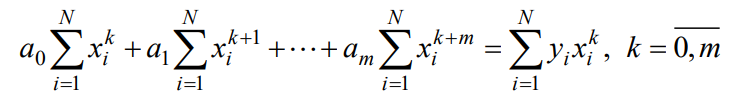 $a_0 \sum_{i=1}^{N} x_i^k + a_1 \sum_{i=1}^{N} x_i^{k+1} + \cdots + a_m \sum_{i=1}^{N} x_i^{k+m} = \sum_{i=1}^{N} y_i x_i^k, \; k = \overline{0, m}$